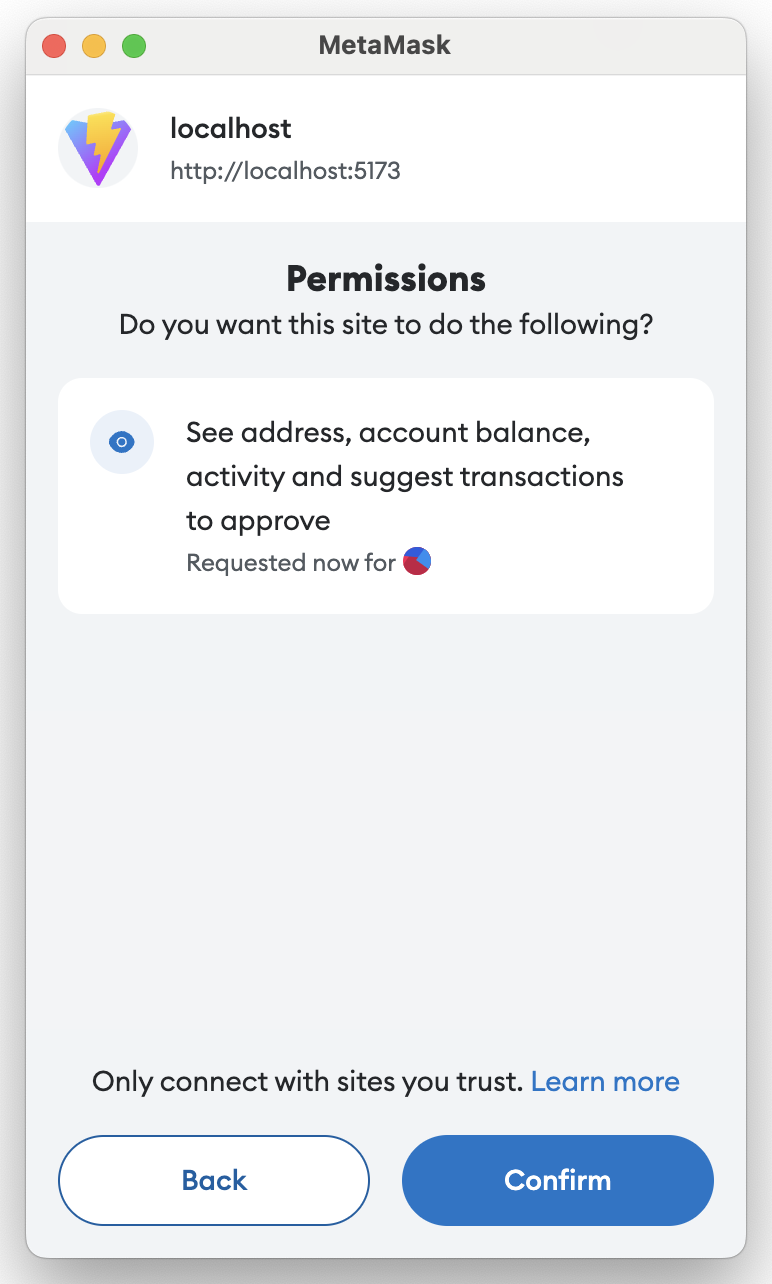 MetaMask
localhost
http://localhost:5173
Permissions
Do you want this site to do the following?
See address, account balance,
activity and suggest transactions
to approve
Requested now for
Only connect with sites you trust. Learn more
Back
Confirm